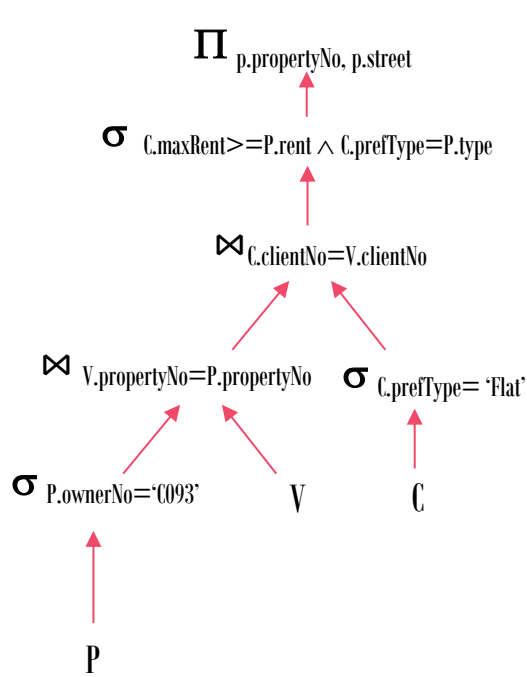 Π p.propertyNo, p.street
σ C.maxRent>=P.rent ∧ C.prefType=P.type
⋈ C.clientNo=V.clientNo
⋈ V.propertyNo=P.propertyNo
σ C.prefType= ‘Flat’
σ P.ownerNo=‘C093’
V
C
P